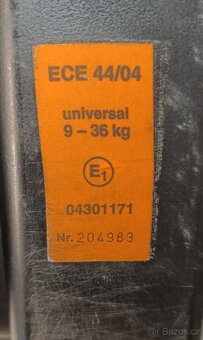 ECE 44/04
universal
9 – 36 kg
E1
04301171
Nr. 204983
Bazos.cz